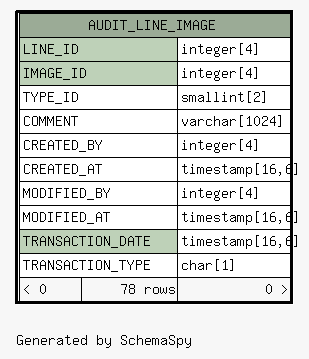 AUDIT_LINE_IMAGE
LINE_ID integer[4]
IMAGE_ID integer[4]
TYPE_ID smallint[2]
COMMENT varchar[1024]
CREATED_BY integer[4]
CREATED_AT timestamp[16,6]
MODIFIED_BY integer[4]
MODIFIED_AT timestamp[16,6]
TRANSACTION_DATE timestamp[16,6]
TRANSACTION_TYPE char[1]
< 0 78 rows 0 >
Generated by SchemaSpy